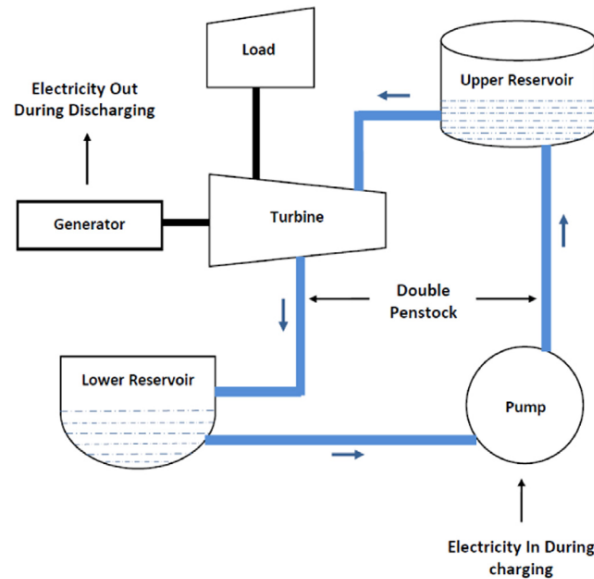 Load
Upper Reservoir
Electricity Out
During Discharging
Generator
Turbine
Double
Penstock
Lower Reservoir
Pump
Electricity In During
charging